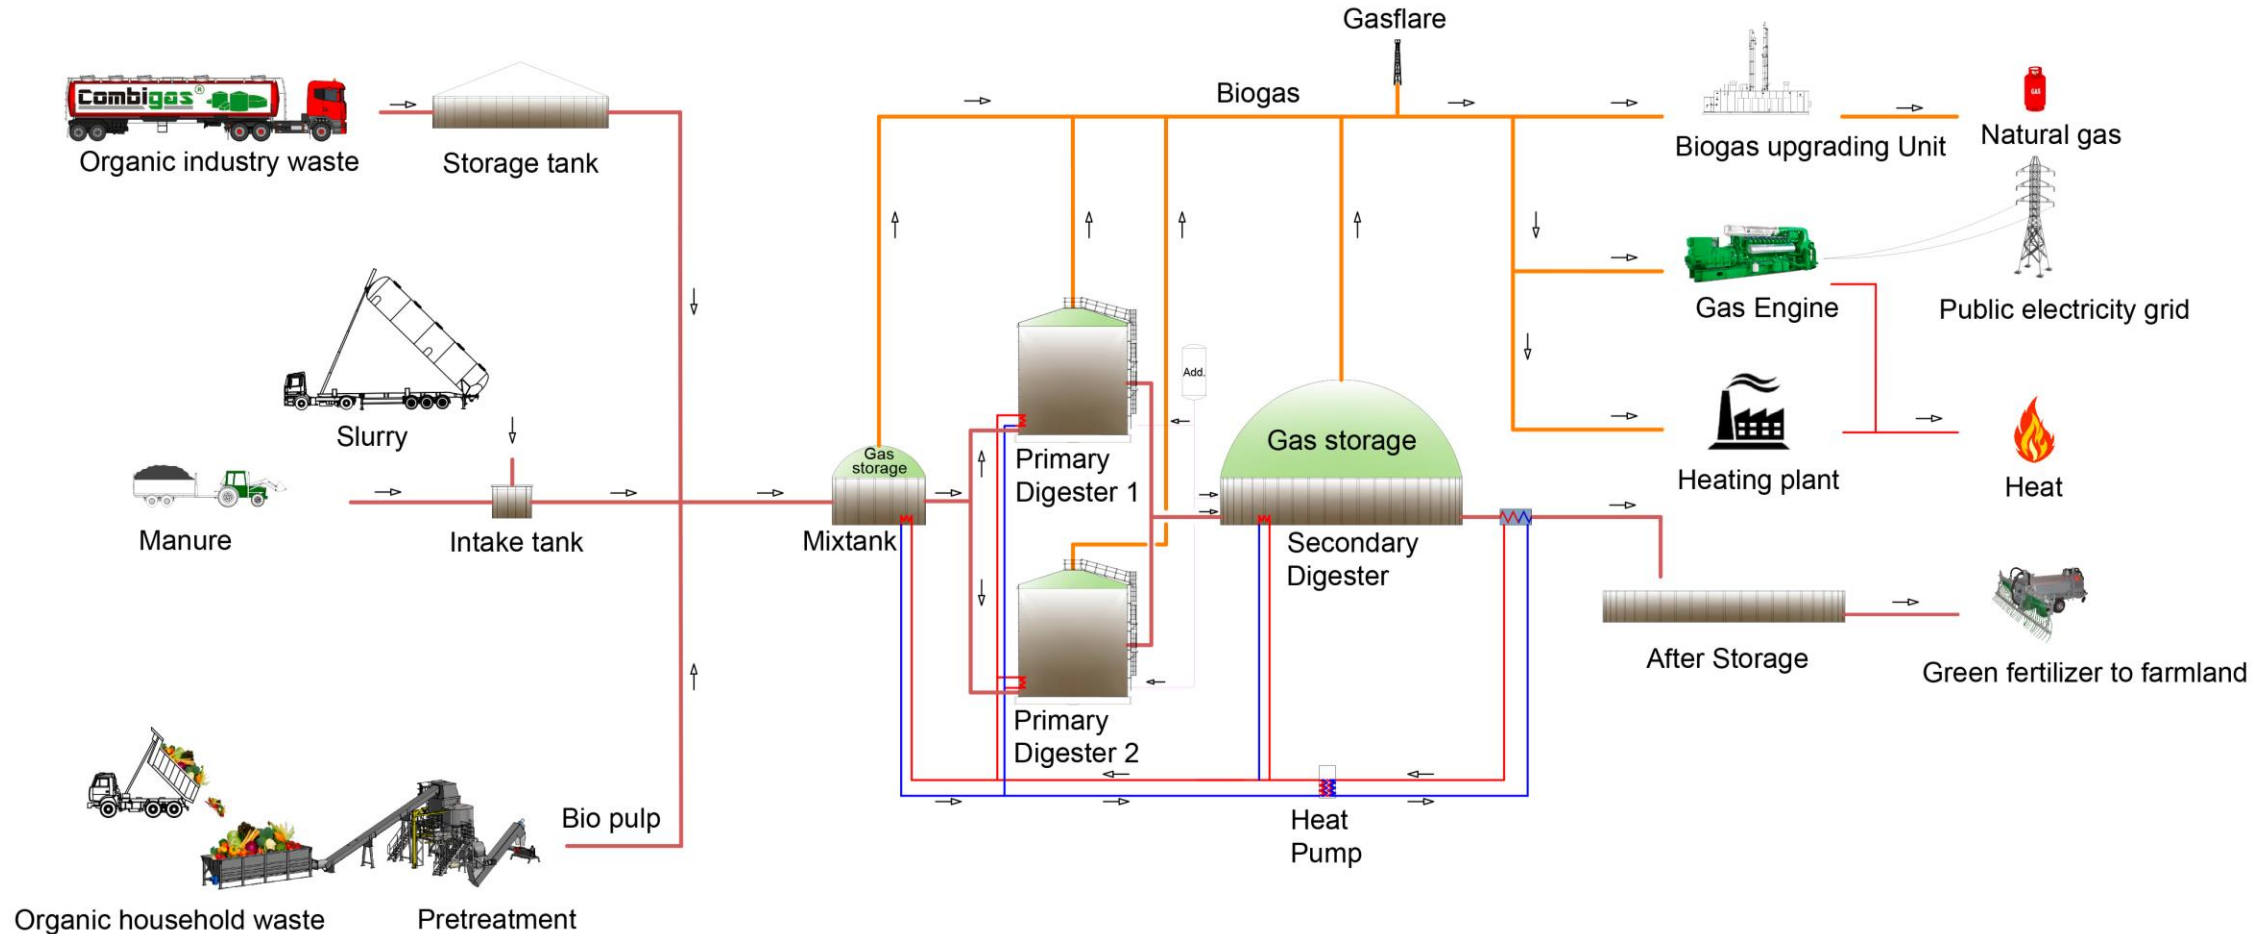 Gasflare
Combigas®
Biogas
GAS
Organic industry waste
Storage tank
Biogas upgrading Unit
Natural gas
Gas Engine
Public electricity grid
Add.
Slurry
Gas
storage
Gas storage
Primary
Digester 1
Heating plant
Heat
Manure
Intake tank
Mixtank
Secondary
Digester
After Storage
Green fertilizer to farmland
Primary
Digester 2
Bio pulp
Heat
Pump
Organic household waste
Pretreatment